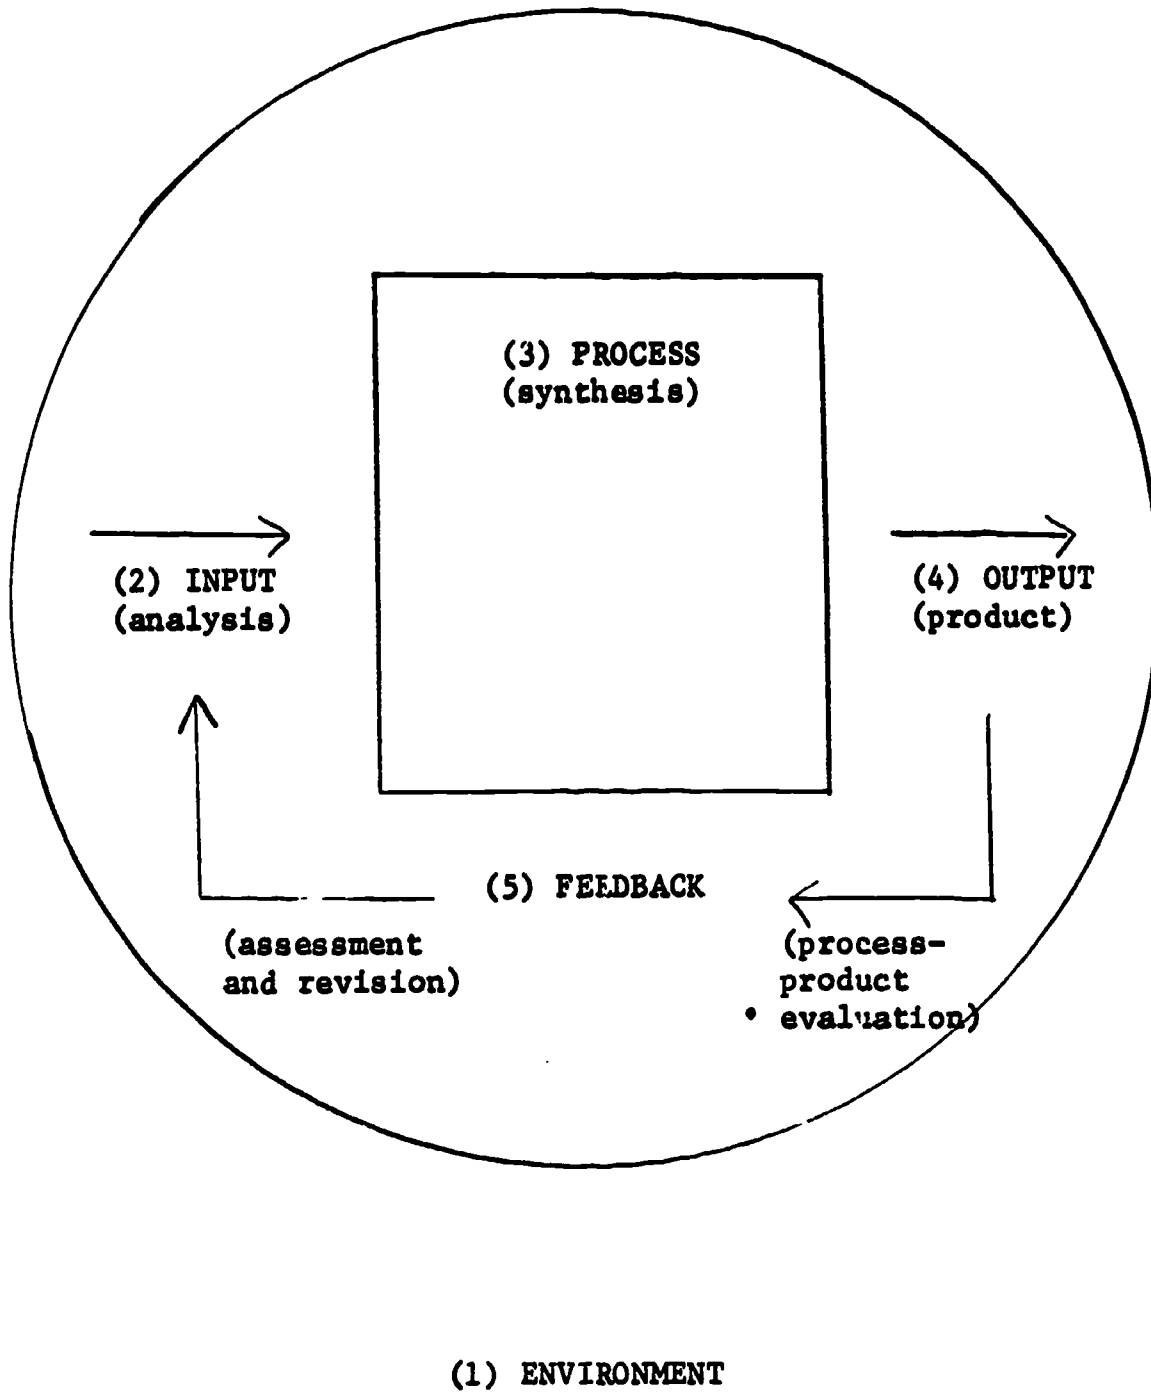 (3) PROCESS
(synthesis)
(2) INPUT
(analysis)
(4) OUTPUT
(product)
(5) FEEDBACK
(assessment
and revision)
(process-
product
evaluation)
(1) ENVIRONMENT